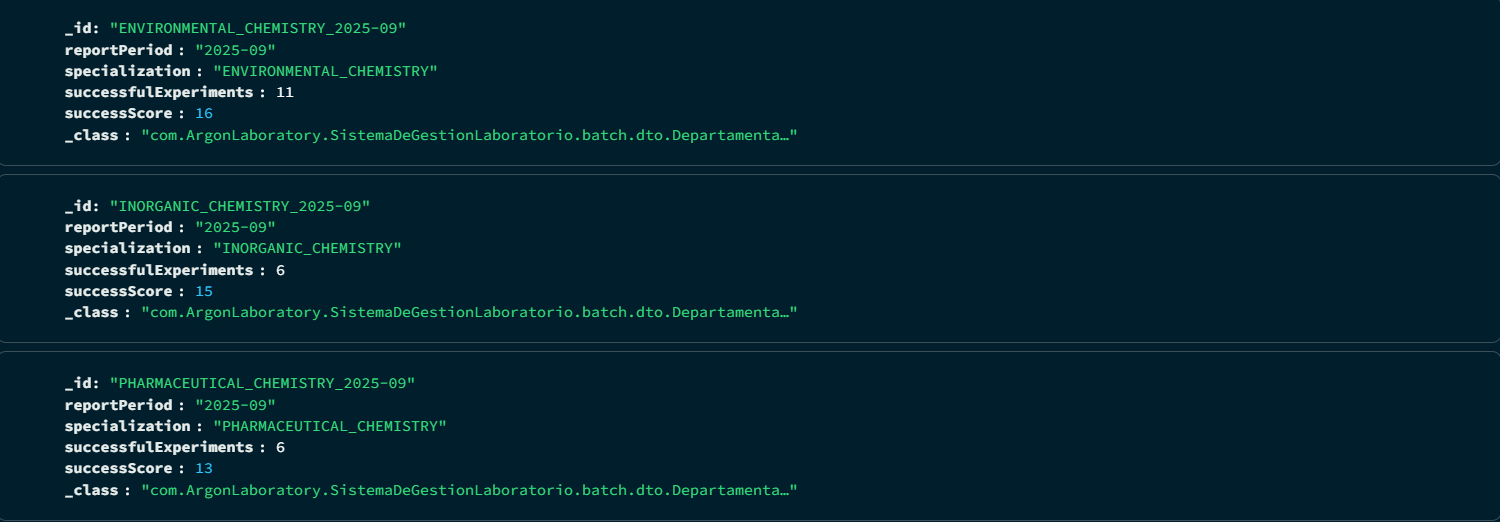 _id: "ENVIRONMENTAL_CHEMISTRY_2025-09"
reportPeriod : "2025-09"
specialization : "ENVIRONMENTAL_CHEMISTRY"
successfulExperiments : 11
successScore : 16
_class : "com.ArgonLaboratory.SistemaDeGestionLaboratorio.batch.dto.Departamenta…"
_id: "INORGANIC_CHEMISTRY_2025-09"
reportPeriod : "2025-09"
specialization : "INORGANIC_CHEMISTRY"
successfulExperiments : 6
successScore : 15
_class : "com.ArgonLaboratory.SistemaDeGestionLaboratorio.batch.dto.Departamenta…"
_id: "PHARMACEUTICAL_CHEMISTRY_2025-09"
reportPeriod : "2025-09"
specialization : "PHARMACEUTICAL_CHEMISTRY"
successfulExperiments : 6
successScore : 13
_class : "com.ArgonLaboratory.SistemaDeGestionLaboratorio.batch.dto.Departamenta…"